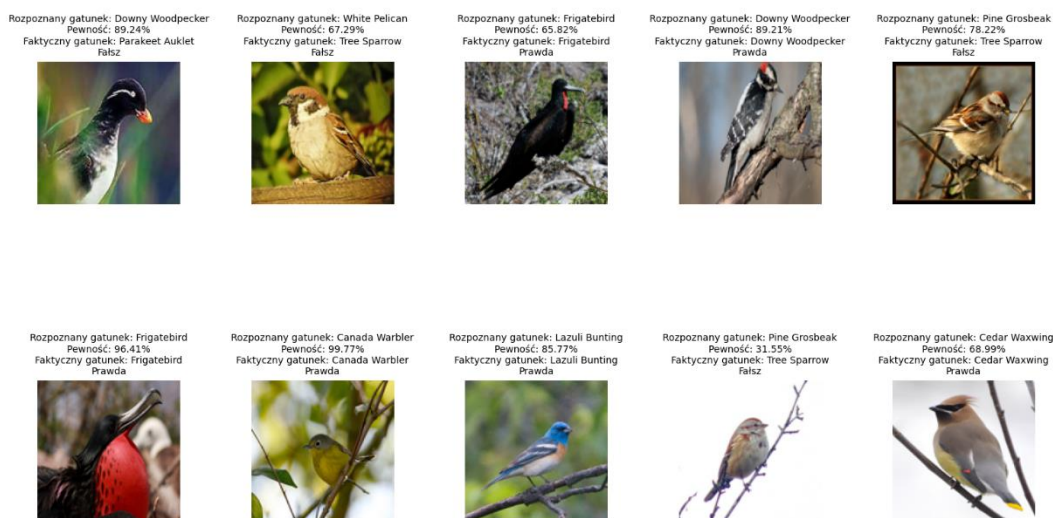 Rozpoznany gatunek: Downy Woodpecker
Pewność: 89.24%
Faktyczny gatunek: Parakeet Auklet
Fałsz
Rozpoznany gatunek: White Pelican
Pewność: 67.29%
Faktyczny gatunek: Tree Sparrow
Fałsz
Rozpoznany gatunek: Frigatebird
Pewność: 65.82%
Faktyczny gatunek: Frigatebird
Prawda
Rozpoznany gatunek: Downy Woodpecker
Pewność: 89.21%
Faktyczny gatunek: Downy Woodpecker
Prawda
Rozpoznany gatunek: Pine Grosbeak
Pewność: 78.22%
Faktyczny gatunek: Tree Sparrow
Fałsz
Rozpoznany gatunek: Frigatebird
Pewność: 96.41%
Faktyczny gatunek: Frigatebird
Prawda
Rozpoznany gatunek: Canada Warbler
Pewność: 99.77%
Faktyczny gatunek: Canada Warbler
Prawda
Rozpoznany gatunek: Lazuli Bunting
Pewność: 85.77%
Faktyczny gatunek: Lazuli Bunting
Prawda
Rozpoznany gatunek: Pine Grosbeak
Pewność: 31.55%
Faktyczny gatunek: Tree Sparrow
Fałsz
Rozpoznany gatunek: Cedar Waxwing
Pewność: 68.99%
Faktyczny gatunek: Cedar Waxwing
Prawda